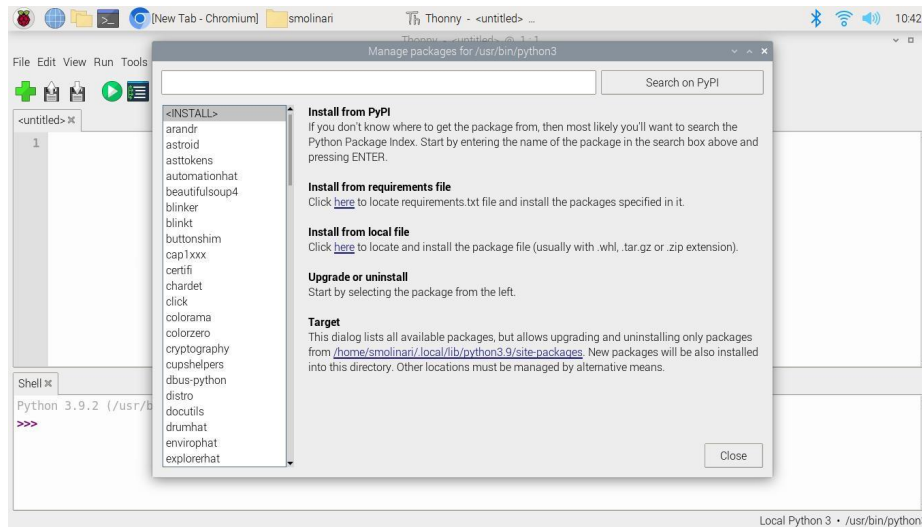 [New Tab - Chromium]
smolinari
Thonny - <untitled> ...
10:42
Thonny - <untitled> @ 1:1
Manage packages for /usr/bin/python3
File Edit View Run Tools
Search on PyPI
<untitled>
1
<INSTALL>
arandr
astroid
asttokens
automationhat
beautifulsoup4
blinker
blinkt
buttonshim
cap1xxx
certifi
chardet
click
colorama
colorzero
cryptography
cupshelpers
dbus-python
distro
docutils
drumhat
envirophat
explorerhat
Install from PyPI
If you don't know where to get the package from, then most likely you'll want to search the
Python Package Index. Start by entering the name of the package in the search box above and
pressing ENTER.
Install from requirements file
Click here to locate requirements.txt file and install the packages specified in it.
Install from local file
Click here to locate and install the package file (usually with .whl, .tar.gz or .zip extension).
Upgrade or uninstall
Start by selecting the package from the left.
Target
This dialog lists all available packages, but allows upgrading and uninstalling only packages
from /home/smolinari/.local/lib/python3.9/site-packages. New packages will be also installed
into this directory. Other locations must be managed by alternative means.
Close
Shell
Python 3.9.2 (/usr/b
>>>
Local Python 3 • /usr/bin/python